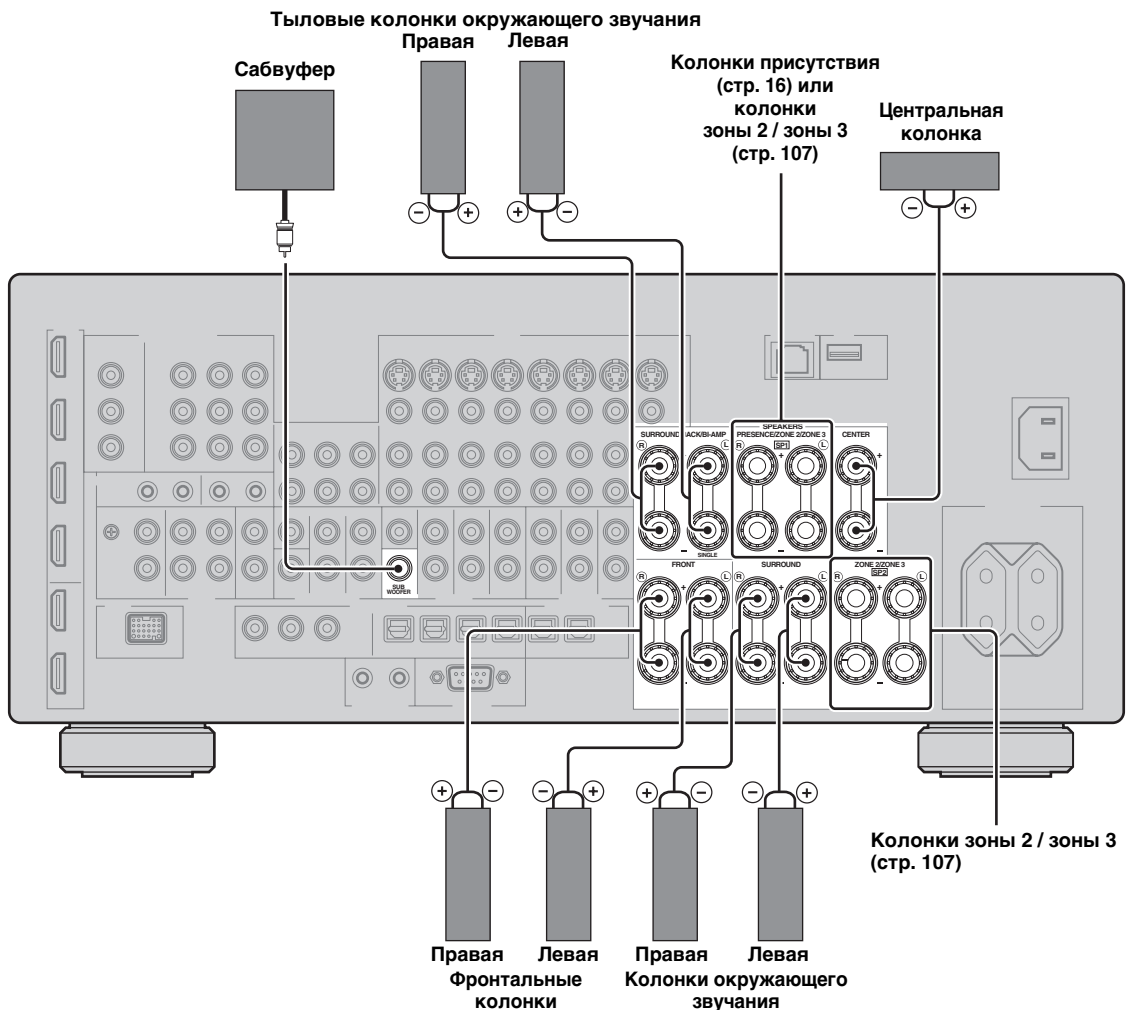 Тыловые колонки окружающего звучания
Правая Левая
Сабвуфер
Колонки присутствия
(стр. 16) или
колонки
зоны 2 / зоны 3
(стр. 107)
Центральная
колонка
− + + −
− +
SPEAKERS
SURROUND BACK/BI-AMP PRESENCE/ZONE 2/ZONE 3 CENTER
R L R SP1 L
+ +
− − −
SINGLE
SUB
WOOFER
FRONT SURROUND ZONE 2/ZONE 3
R L R L R SP2 L
+ + +
− − −
+ − − + + − − +
Колонки зоны 2 / зоны 3
(стр. 107)
Правая Левая Правая Левая
Фронтальные
колонки
Колонки окружающего
звучания